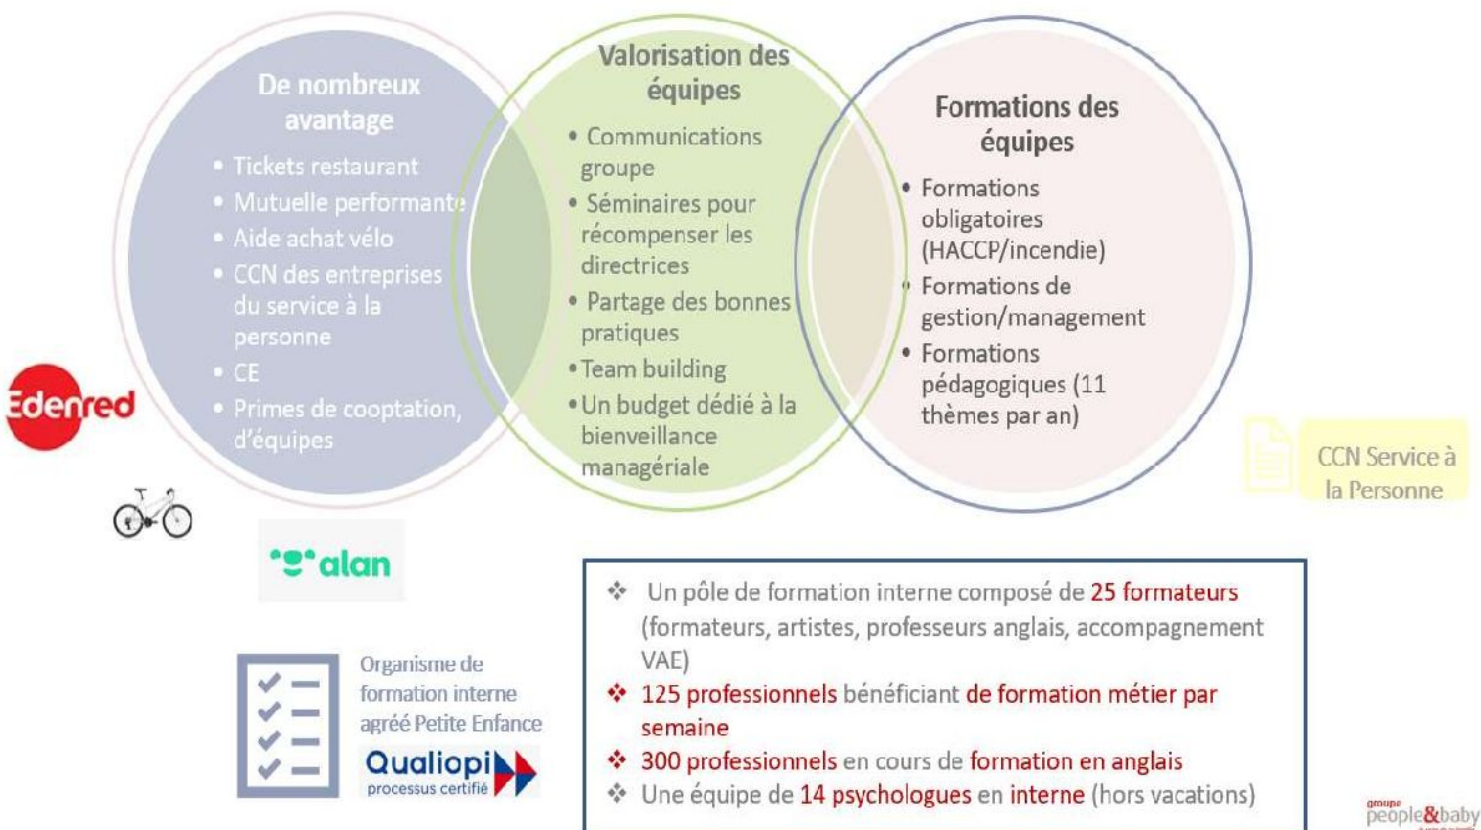 De nombreux
avantage
• Tickets restaurant
• Mutuelle performante
• Aide achat vélo
• CCN des entreprises
du service à la
personne
• CE
• Primes de cooptation,
d'équipes
Valorisation des
équipes
• Communications
groupe
• Séminaires pour
récompenser les
directrices
• Partage des bonnes
pratiques
• Team building
• Un budget dédié à la
bienveillance
managériale
Formations des
équipes
• Formations
obligatoires
(HACCP/incendie)
• Formations de
gestion/management
• Formations
pédagogiques (11
thèmes par an)
Edenred
CCN Service à
la Personne
alan
Organisme de
formation interne
agréé Petite Enfance
Qualiopi
processus certifié
❖ Un pôle de formation interne composé de 25 formateurs
(formateurs, artistes, professeurs anglais, accompagnement
VAE)
❖ 125 professionnels bénéficiant de formation métier par
semaine
❖ 300 professionnels en cours de formation en anglais
❖ Une équipe de 14 psychologues en interne (hors vacations)
groupe
people&baby